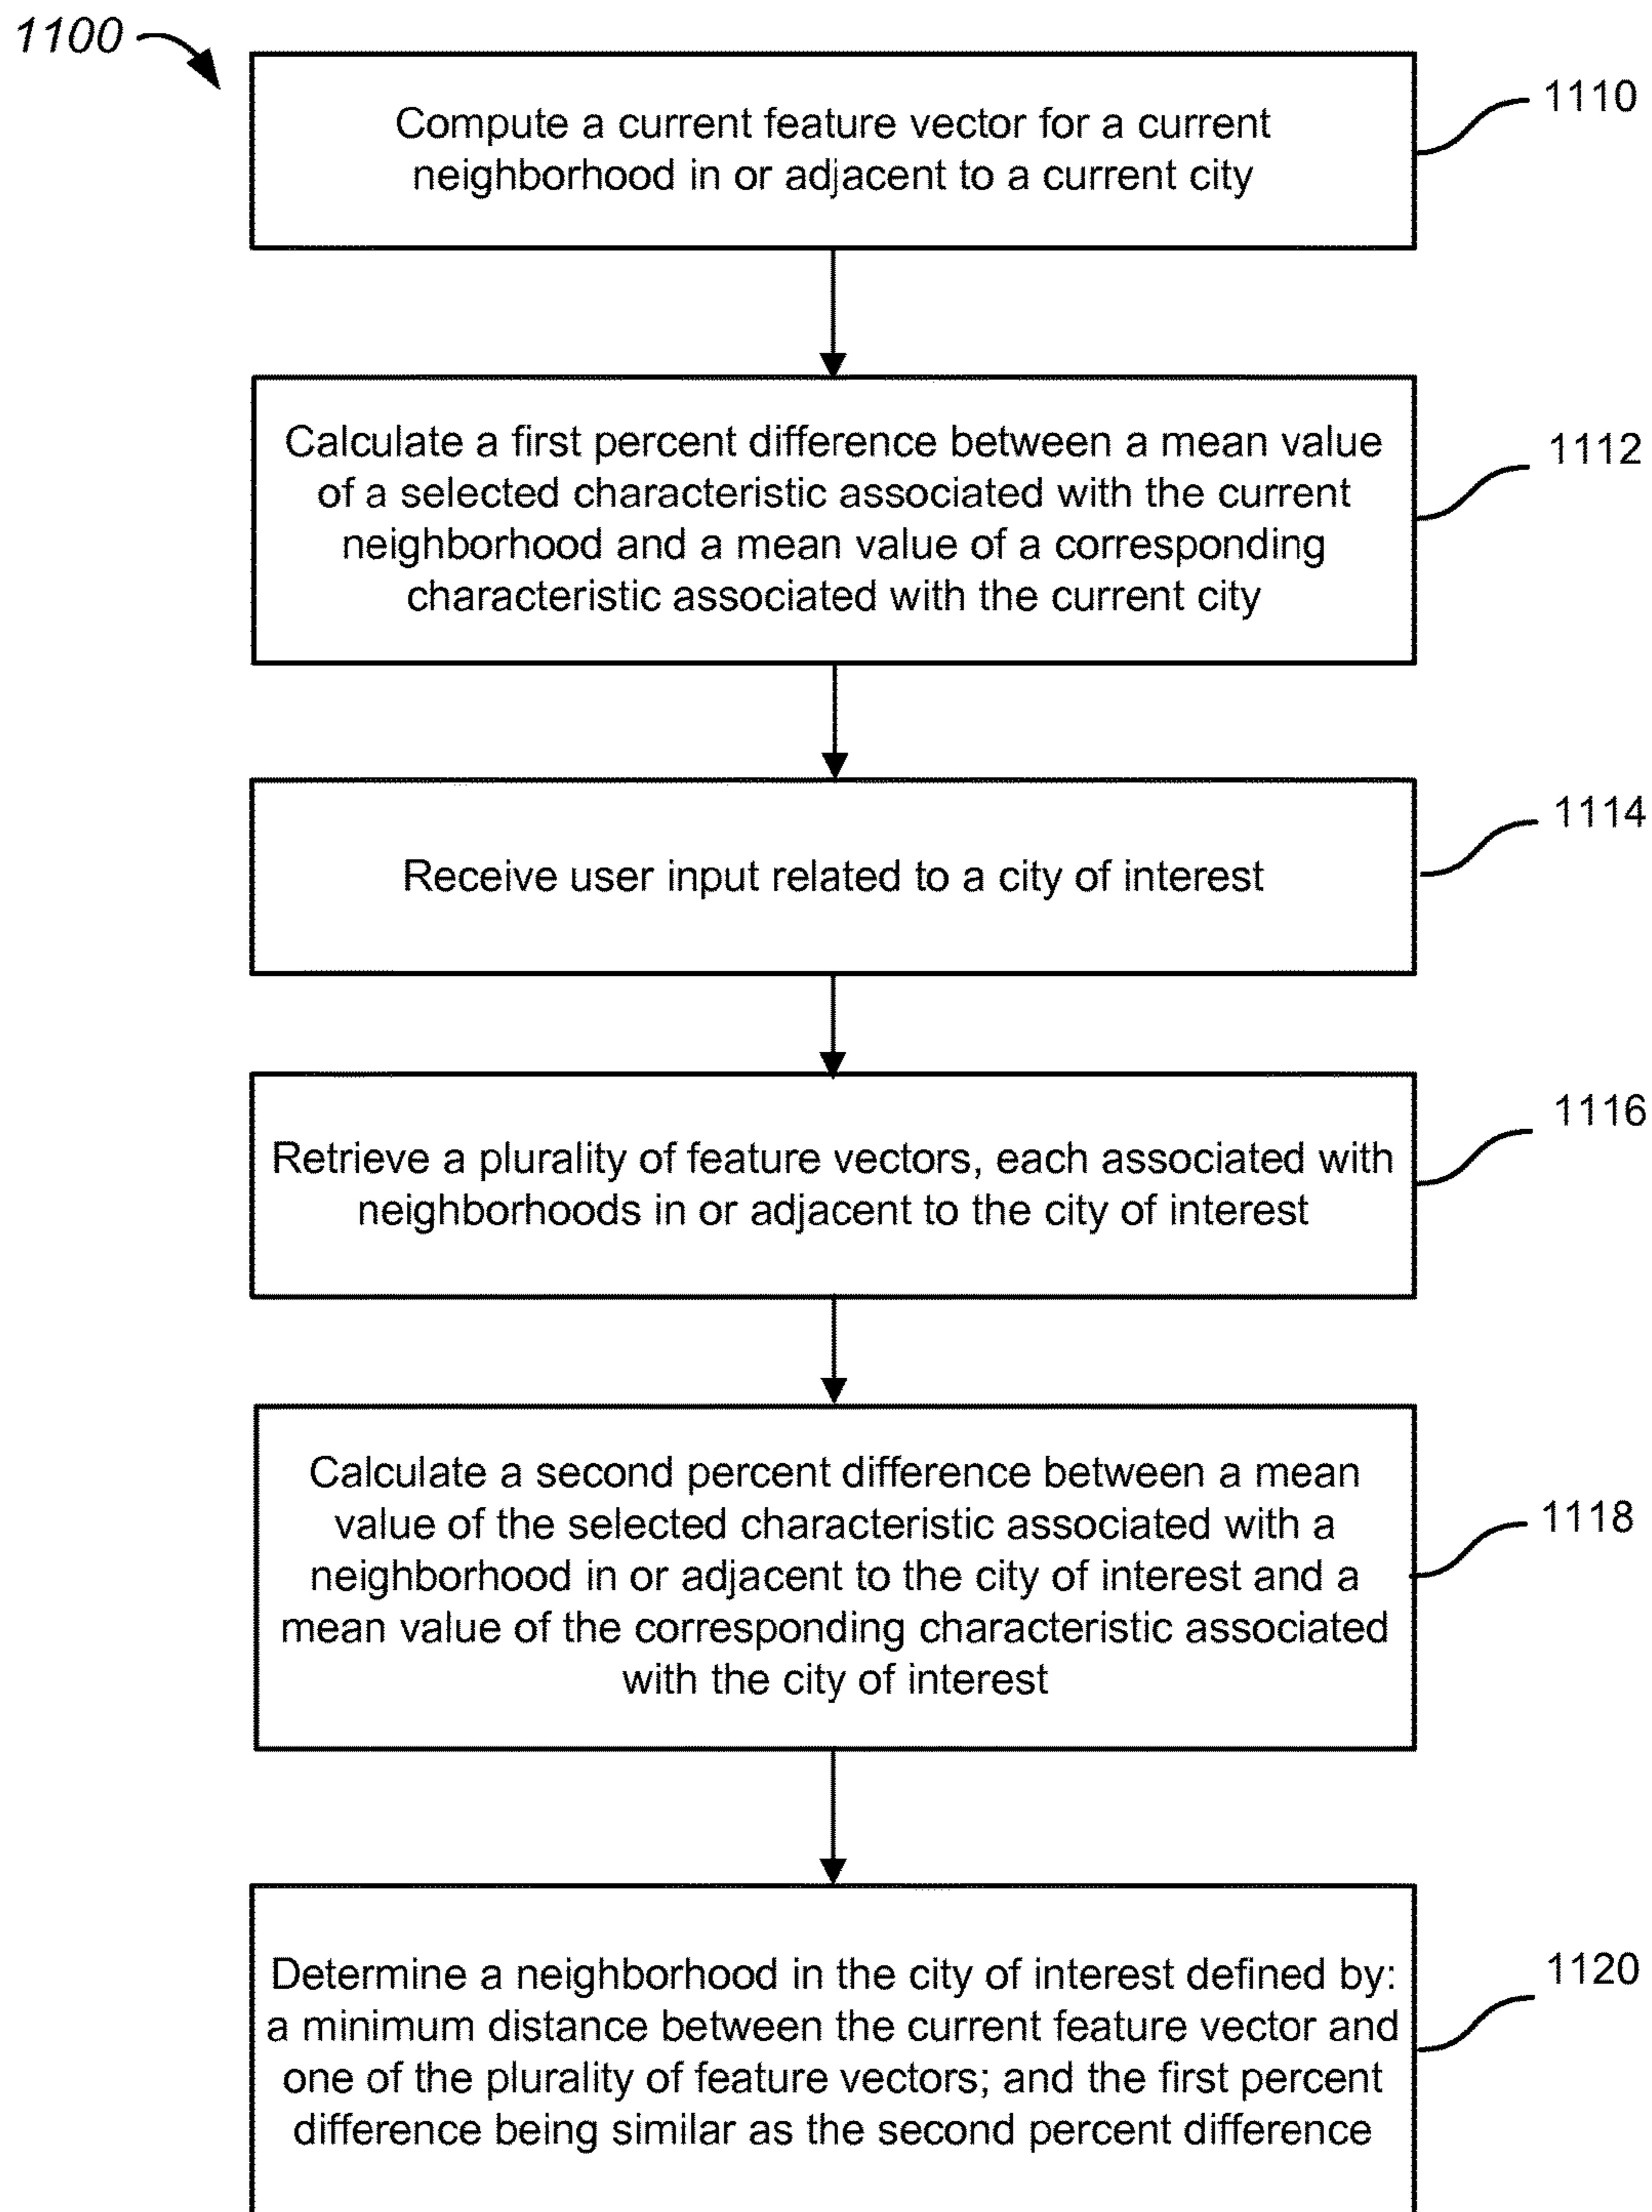 1100
Compute a current feature vector for a current
neighborhood in or adjacent to a current city
1110
Calculate a first percent difference between a mean value
of a selected characteristic associated with the current
neighborhood and a mean value of a corresponding
characteristic associated with the current city
1112
Receive user input related to a city of interest
1114
Retrieve a plurality of feature vectors, each associated with
neighborhoods in or adjacent to the city of interest
1116
Calculate a second percent difference between a mean
value of the selected characteristic associated with a
neighborhood in or adjacent to the city of interest and a
mean value of the corresponding characteristic associated
with the city of interest
1118
Determine a neighborhood in the city of interest defined by:
a minimum distance between the current feature vector and
one of the plurality of feature vectors; and the first percent
difference being similar as the second percent difference
1120